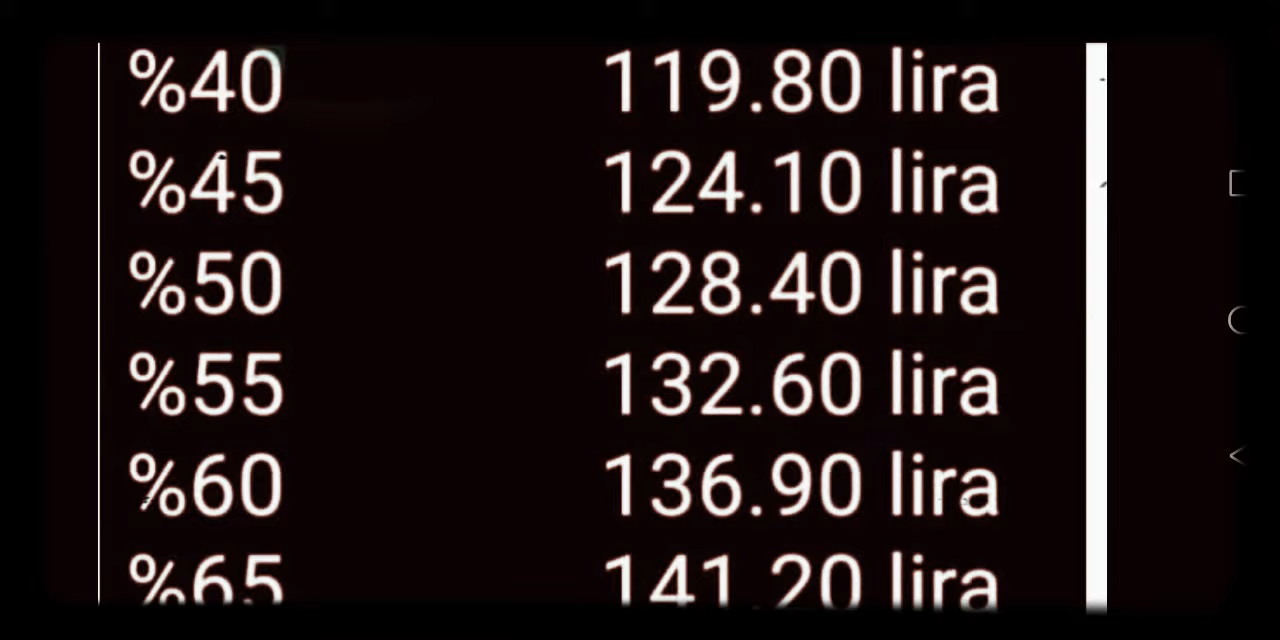 %40 119.80 lira
%45 124.10 lira
%50 128.40 lira
%55 132.60 lira
%60 136.90 lira
%65 141.20 lira